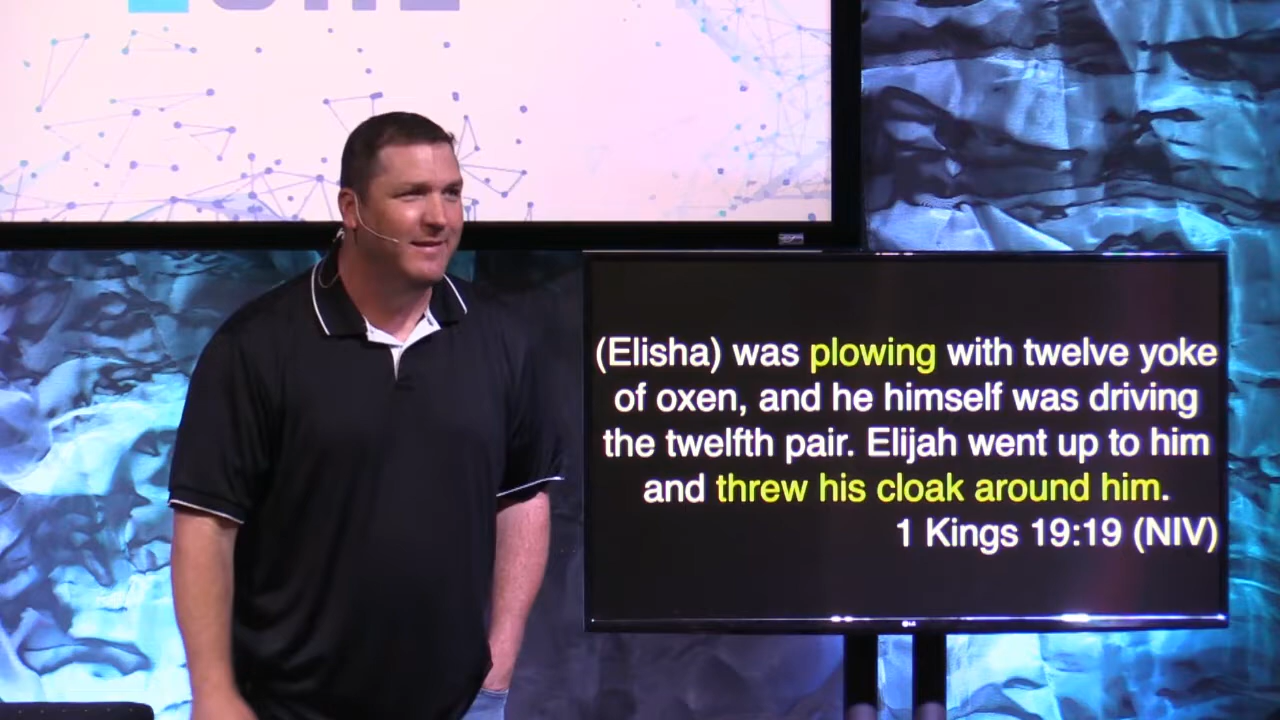 (Elisha) was plowing with twelve yoke
of oxen, and he himself was driving
the twelfth pair. Elijah went up to him
and threw his cloak around him.
1 Kings 19:19 (NIV)
LG